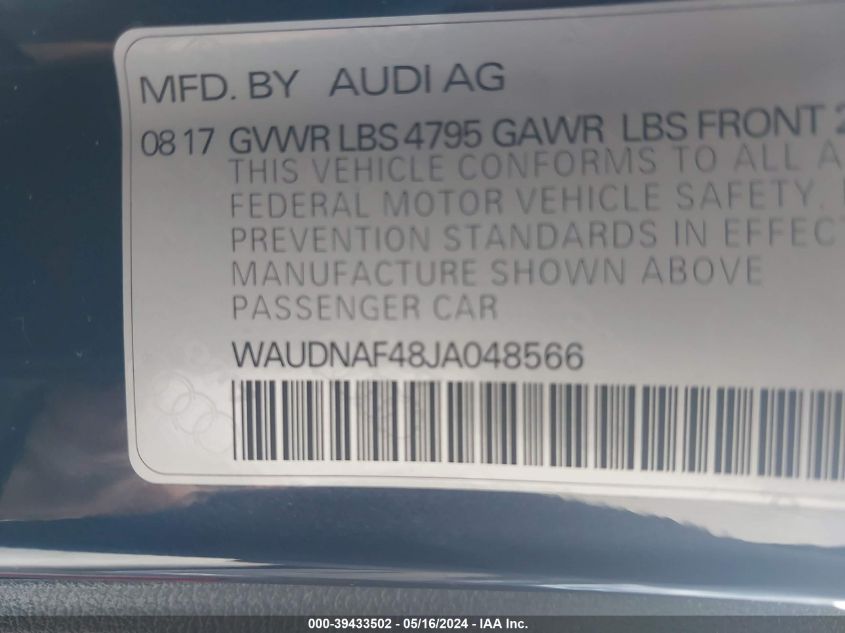 MFD. BY AUDI AG
08 17 GVWR LBS 4795 GAWR LBS FRONT 2
THIS VEHICLE CONFORMS TO ALL A
FEDERAL MOTOR VEHICLE SAFETY,
PREVENTION STANDARDS IN EFFEC
MANUFACTURE SHOWN ABOVE
PASSENGER CAR
WAUDNAF48JA048566
000-39433502 - 05/16/2024 - IAA Inc.